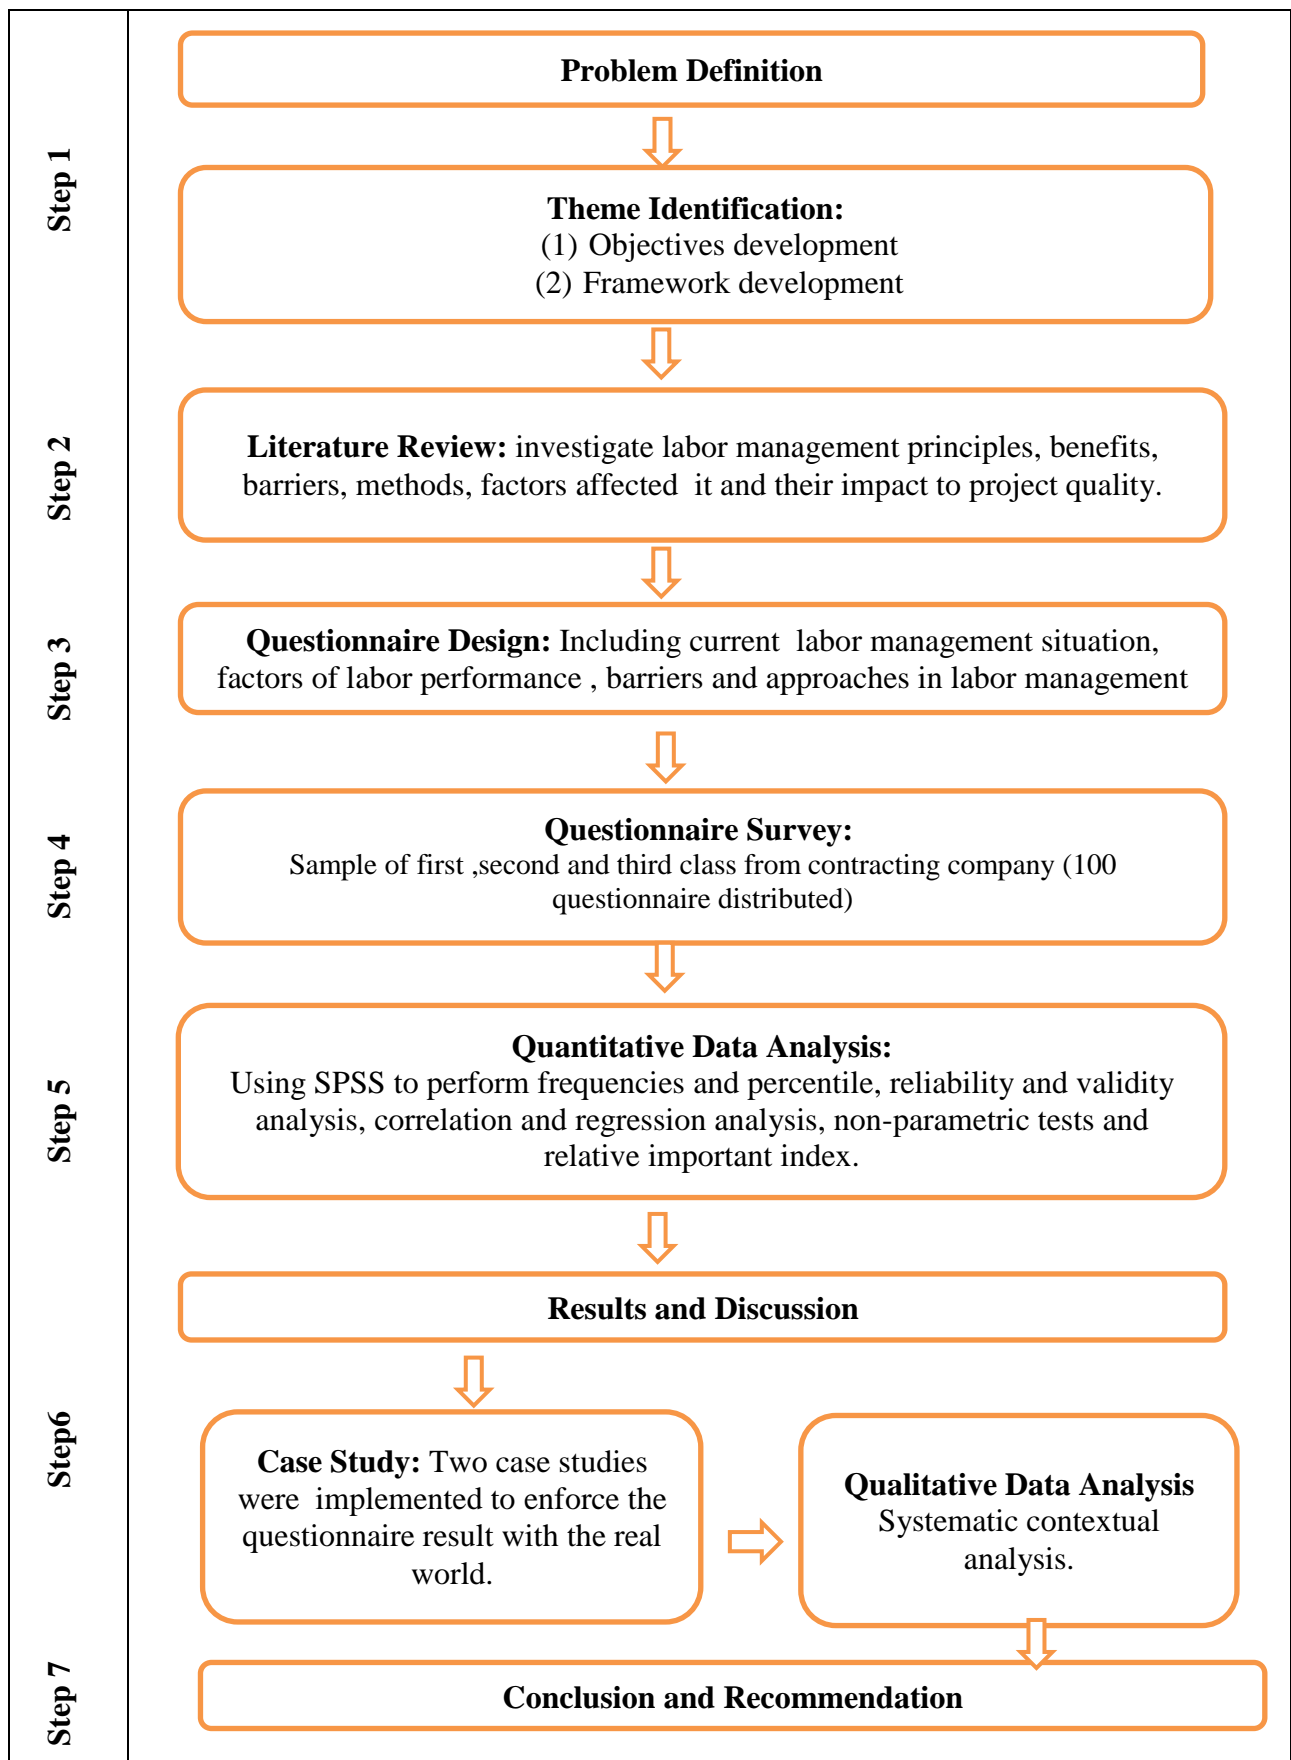 Step 1
Problem Definition
Theme Identification:
(1) Objectives development
(2) Framework development
Step 2
Literature Review: investigate labor management principles, benefits,
barriers, methods, factors affected it and their impact to project quality.
Step 3
Questionnaire Design: Including current labor management situation,
factors of labor performance , barriers and approaches in labor management
Step 4
Questionnaire Survey:
Sample of first ,second and third class from contracting company (100
questionnaire distributed)
Step 5
Quantitative Data Analysis:
Using SPSS to perform frequencies and percentile, reliability and validity
analysis, correlation and regression analysis, non-parametric tests and
relative important index.
Results and Discussion
Step6
Case Study: Two case studies
were implemented to enforce the
questionnaire result with the real
world.
Qualitative Data Analysis
Systematic contextual
analysis.
Step 7
Conclusion and Recommendation